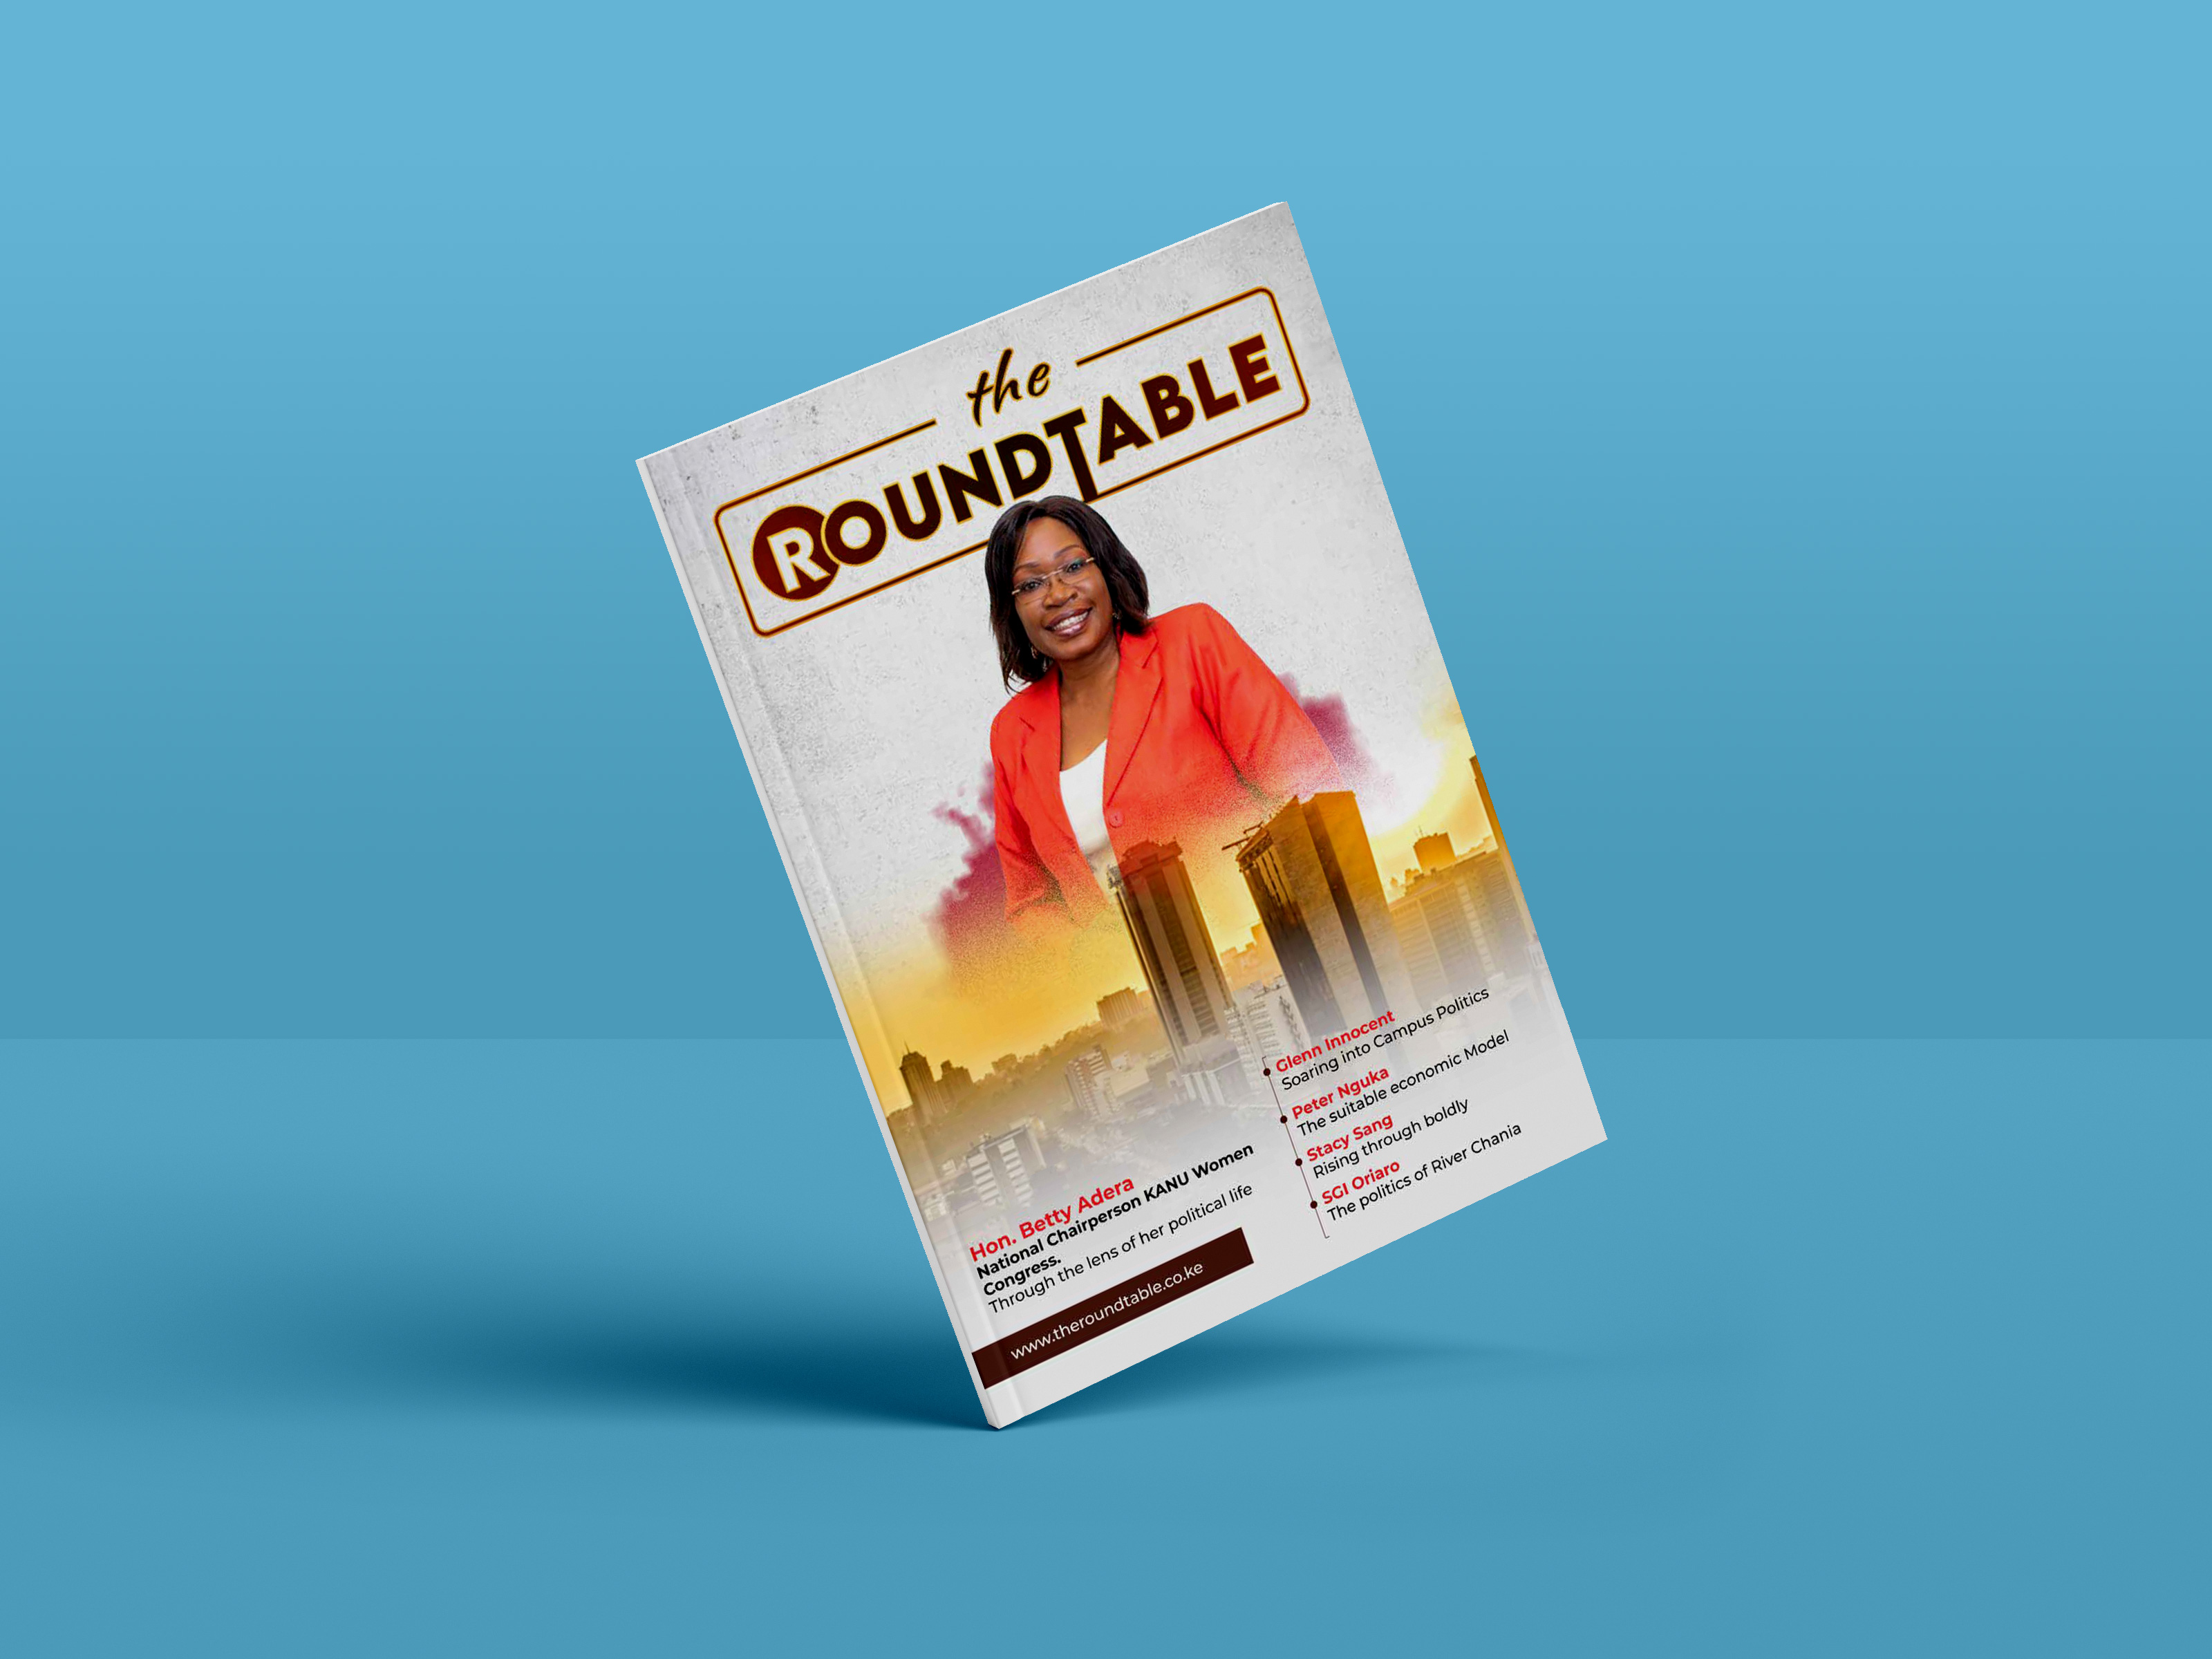 the
ROUNDTABLE
Glenn Innocent
Soaring into Campus Politics
Peter Nguka
The suitable economic Model
Stacy Sang
Rising through boldly
SGI Oriaro
The politics of River Chania
Hon. Betty Adera
National Chairperson KANU Women
Congress.
Through the lens of her political life
www.theroundtable.co.ke